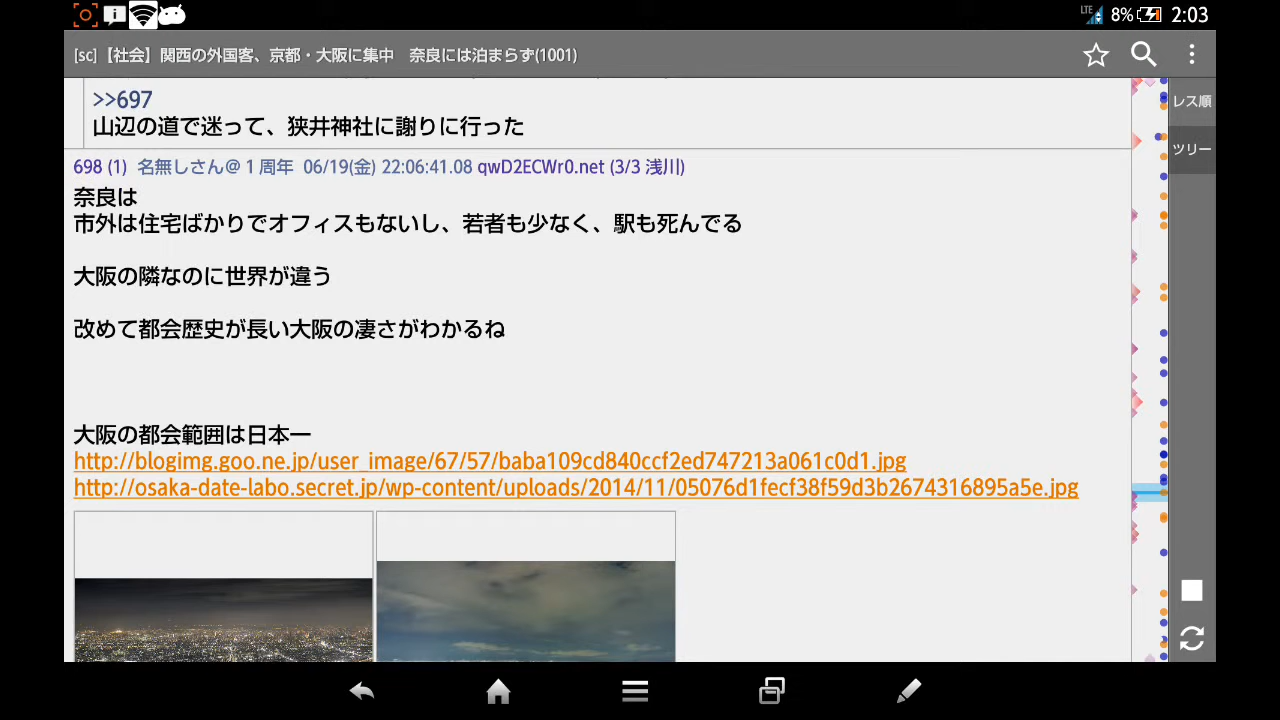 LTE 8% 2:03
[sc]【社会】関西の外国客、京都・大阪に集中　奈良には泊まらず(1001)
>>697
山辺の道で迷って、狭井神社に謝りに行った
レス順
ツリー
698 (1) 名無しさん＠１周年 06/19(金) 22:06:41.08 qwD2ECWr0.net (3/3 浅川)
奈良は
市外は住宅ばかりでオフィスもないし、若者も少なく、駅も死んでる
大阪の隣なのに世界が違う
改めて都会歴史が長い大阪の凄さがわかるね
大阪の都会範囲は日本一
http://blogimg.goo.ne.jp/user_image/67/57/baba109cd840ccf2ed747213a061c0d1.jpg
http://osaka-date-labo.secret.jp/wp-content/uploads/2014/11/05076d1fecf38f59d3b2674316895a5e.jpg